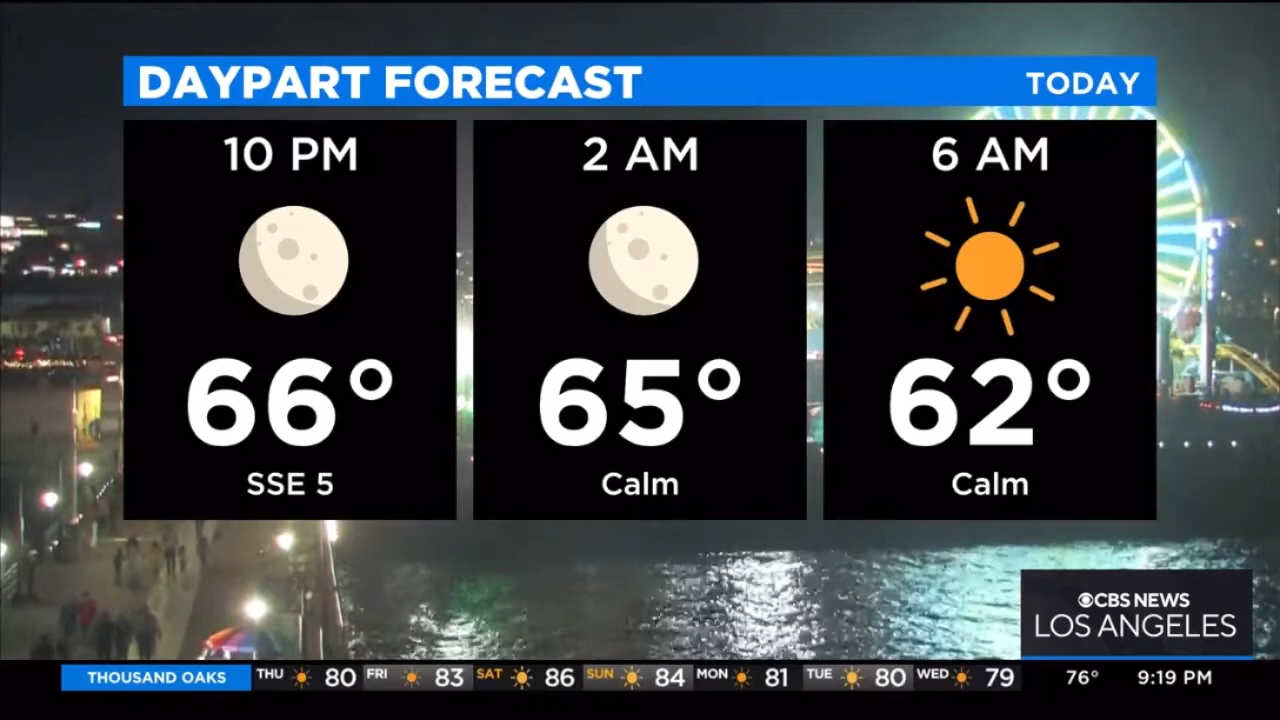 DAYPART FORECAST TODAY
10 PM 2 AM 6 AM
66° 65° 62°
SSE 5 Calm Calm
CBS NEWS
LOS ANGELES
THOUSAND OAKS THU 80 FRI 83 SAT 86 SUN 84 MON 81 TUE 80 WED 79 76° 9:19 PM